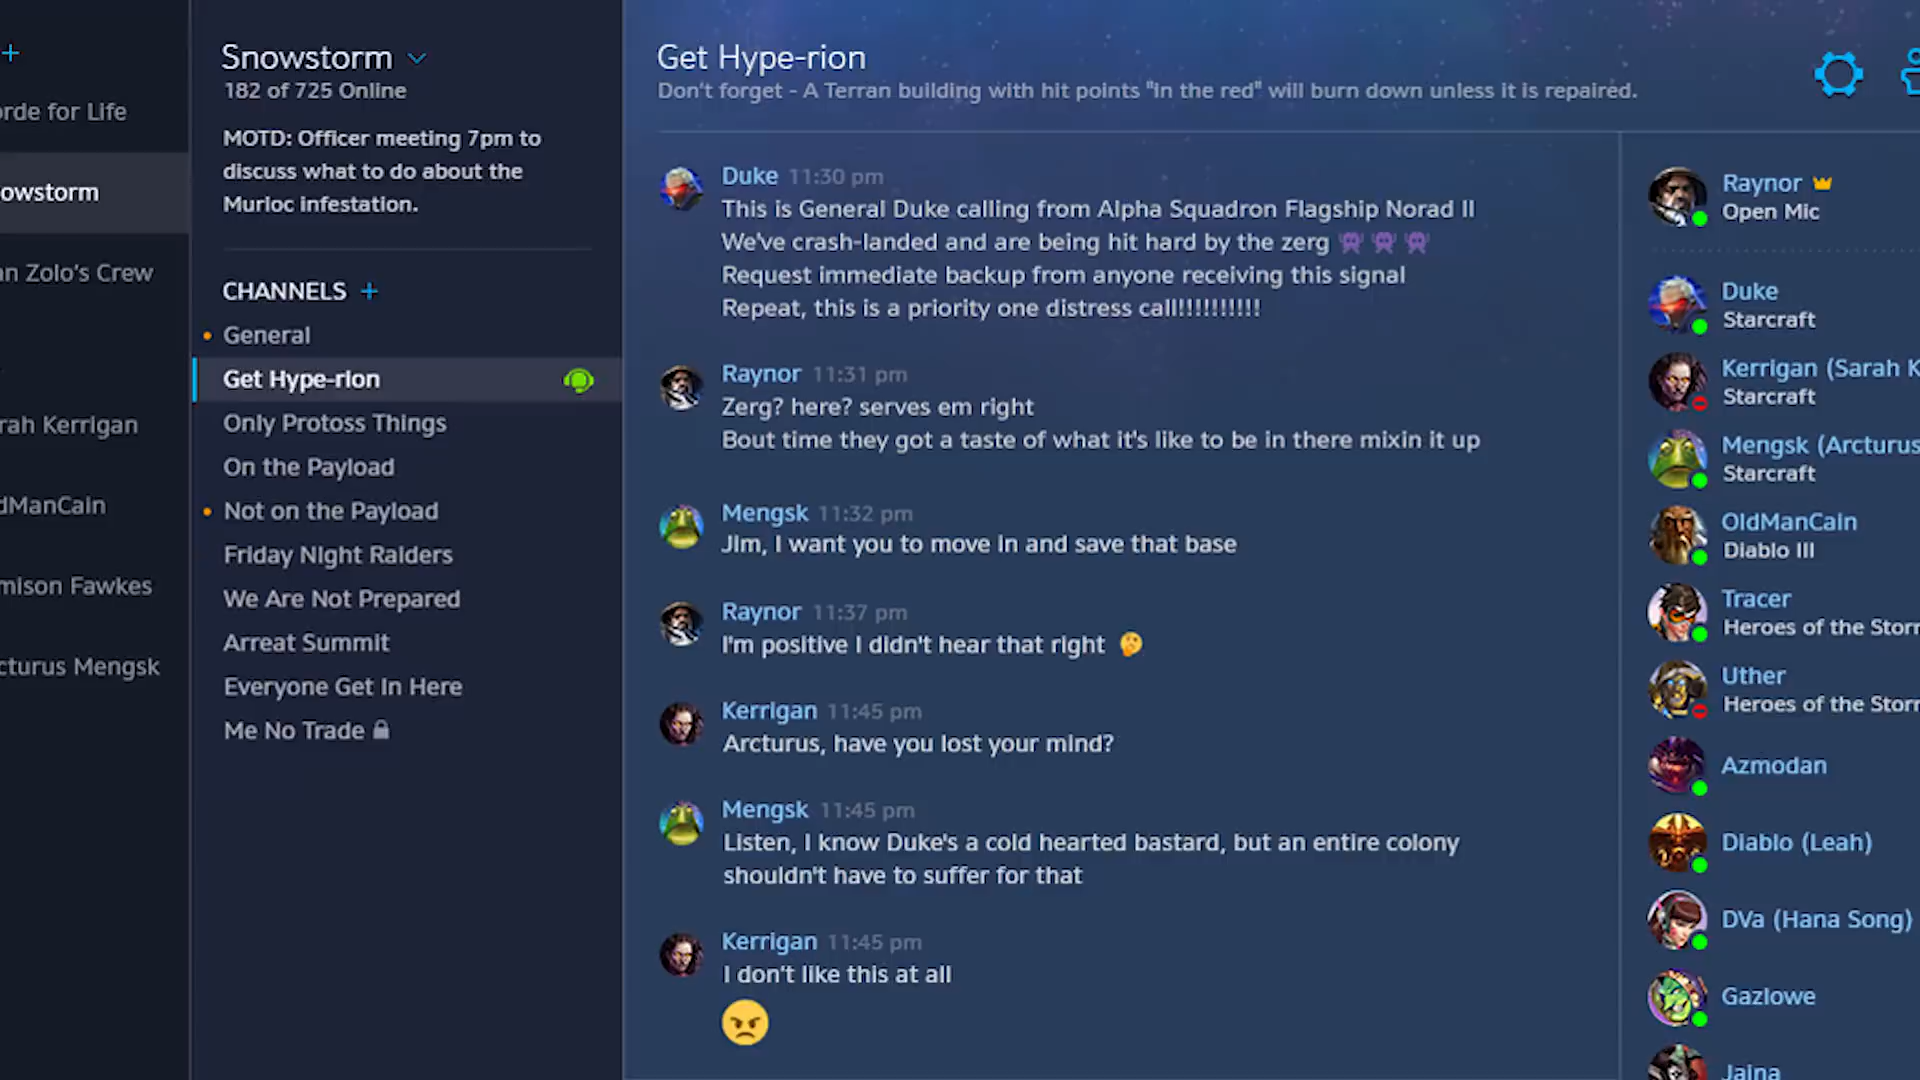 orde for Life
owstorm
an Zolo's Crew
rah Kerrigan
dManCain
mison Fawkes
cturus Mengsk
Snowstorm
182 of 725 Online
MOTD: Officer meeting 7pm to
discuss what to do about the
Murloc infestation.
CHANNELS +
General
Get Hype-rion
Only Protoss Things
On the Payload
Not on the Payload
Friday Night Raiders
We Are Not Prepared
Arreat Summit
Everyone Get In Here
Me No Trade
Get Hype-rion
Don't forget - A Terran building with hit points "in the red" will burn down unless it is repaired.
Duke 11:30 pm
This is General Duke calling from Alpha Squadron Flagship Norad II
We've crash-landed and are being hit hard by the zerg 👾 👾 👾
Request immediate backup from anyone receiving this signal
Repeat, this is a priority one distress call!!!!!!!!!!!
Raynor 11:31 pm
Zerg? here? serves em right
Bout time they got a taste of what it's like to be in there mixin it up
Mengsk 11:32 pm
Jim, I want you to move in and save that base
Raynor 11:37 pm
I'm positive I didn't hear that right 🤔
Kerrigan 11:45 pm
Arcturus, have you lost your mind?
Mengsk 11:45 pm
Listen, I know Duke's a cold hearted bastard, but an entire colony
shouldn't have to suffer for that
Kerrigan 11:45 pm
I don't like this at all
😠
Raynor
Open Mic
Duke
Starcraft
Kerrigan (Sarah K
Starcraft
Mengsk (Arcturus
Starcraft
OldManCain
Diablo III
Tracer
Heroes of the Storm
Uther
Heroes of the Storm
Azmodan
Diablo (Leah)
DVa (Hana Song)
Gazlowe
Jaina